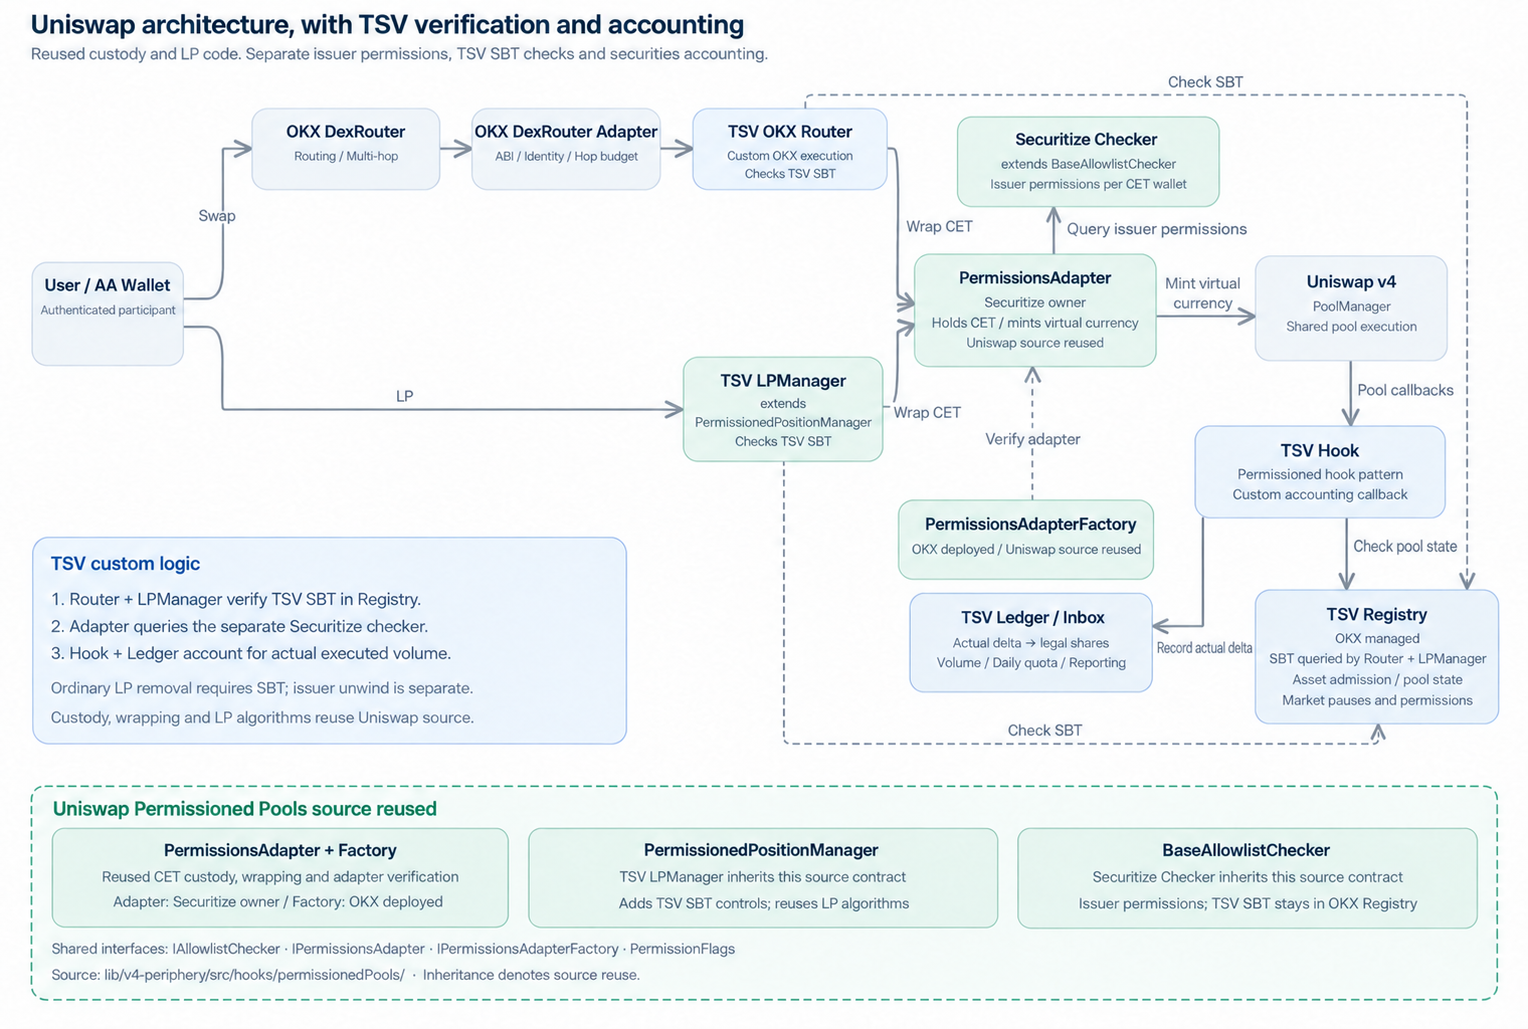 Uniswap architecture, with TSV verification and accounting
Reused custody and LP code. Separate issuer permissions, TSV SBT checks and securities accounting.
Check SBT
OKX DexRouter
Routing / Multi-hop
OKX DexRouter Adapter
ABI / Identity / Hop budget
TSV OKX Router
Custom OKX execution
Checks TSV SBT
Securitize Checker
extends BaseAllowlistChecker
Issuer permissions per CET wallet
Swap
Wrap CET
Query issuer permissions
User / AA Wallet
Authenticated participant
PermissionsAdapter
Securitize owner
Holds CET / mints virtual currency
Uniswap source reused
Mint virtual
currency
Uniswap v4
PoolManager
Shared pool execution
LP
TSV LPManager
extends
PermissionedPositionManager
Checks TSV SBT
Wrap CET
Pool callbacks
Verify adapter
TSV Hook
Permissioned hook pattern
Custom accounting callback
PermissionsAdapterFactory
OKX deployed / Uniswap source reused
Check pool state
TSV custom logic
1. Router + LPManager verify TSV SBT in Registry.
2. Adapter queries the separate Securitize checker.
3. Hook + Ledger account for actual executed volume.
Ordinary LP removal requires SBT; issuer unwind is separate.
Custody, wrapping and LP algorithms reuse Uniswap source.
TSV Ledger / Inbox
Actual delta → legal shares
Volume / Daily quota / Reporting
Record actual delta
TSV Registry
OKX managed
SBT queried by Router + LPManager
Asset admission / pool state
Market pauses and permissions
Check SBT
Uniswap Permissioned Pools source reused
PermissionsAdapter + Factory
Reused CET custody, wrapping and adapter verification
Adapter: Securitize owner / Factory: OKX deployed
PermissionedPositionManager
TSV LPManager inherits this source contract
Adds TSV SBT controls; reuses LP algorithms
BaseAllowlistChecker
Securitize Checker inherits this source contract
Issuer permissions; TSV SBT stays in OKX Registry
Shared interfaces: IAllowlistChecker · IPermissionsAdapter · IPermissionsAdapterFactory · PermissionFlags
Source: lib/v4-periphery/src/hooks/permissionedPools/ · Inheritance denotes source reuse.